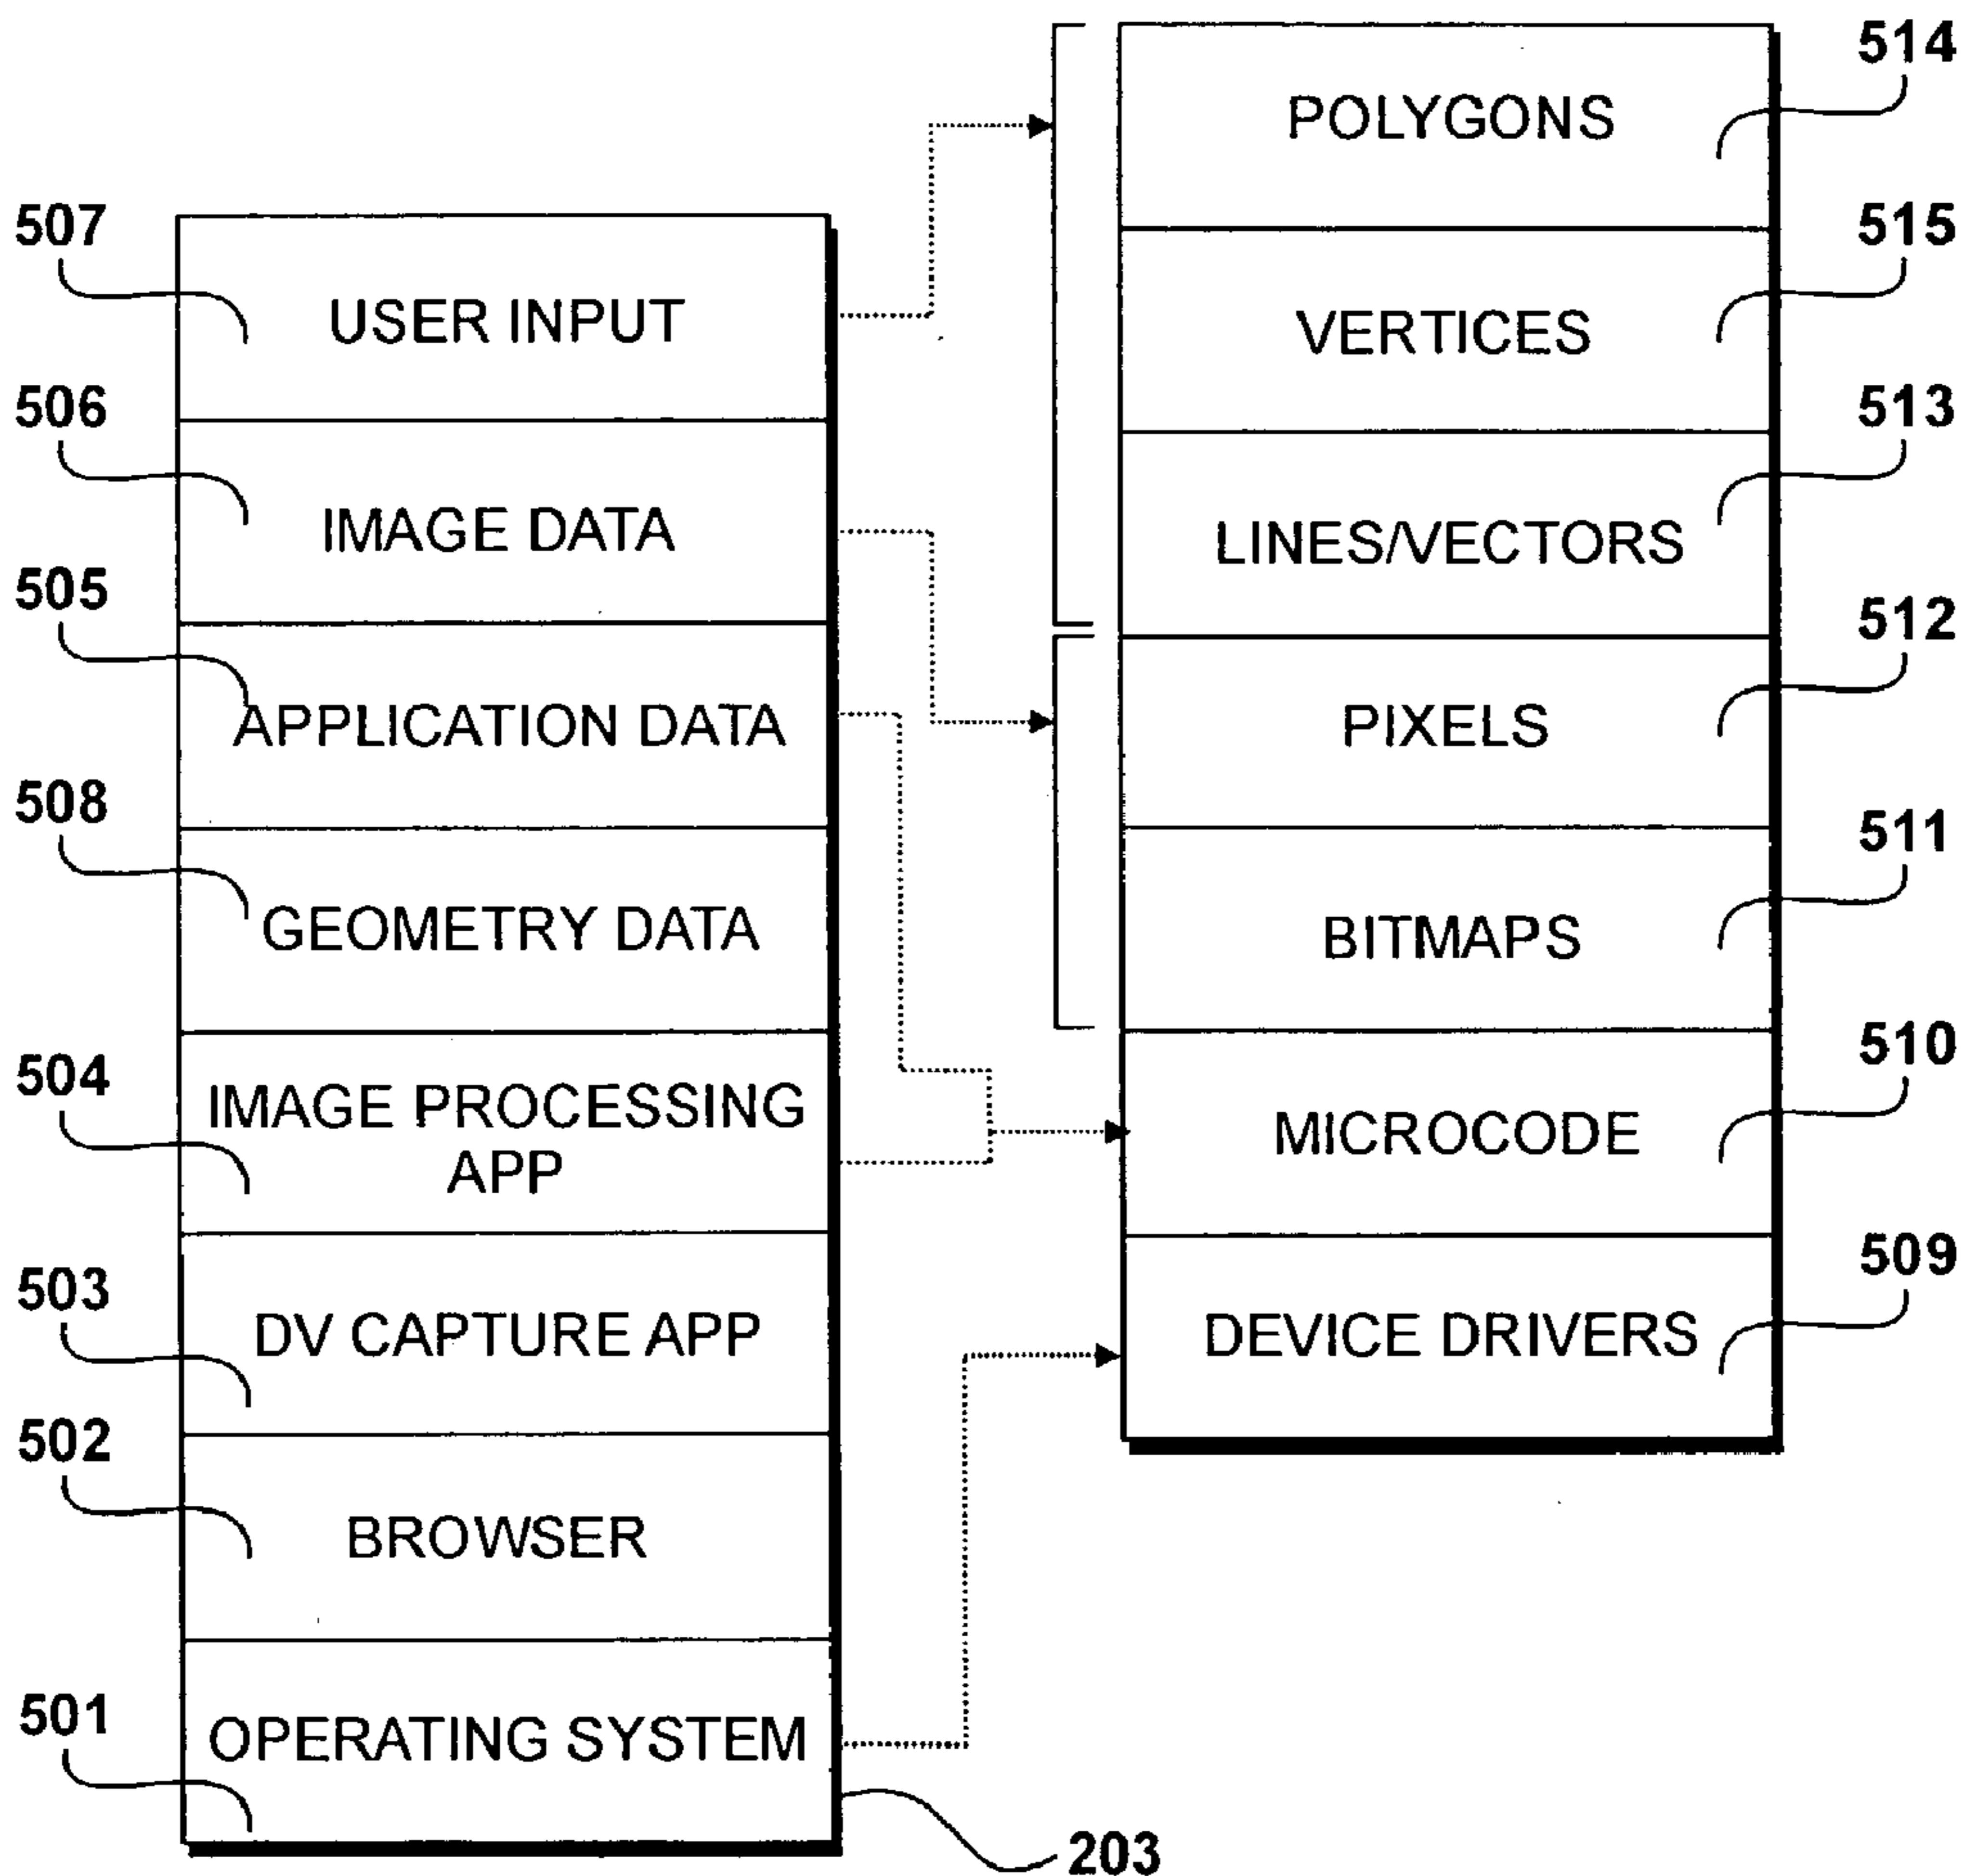 507
USER INPUT
506
IMAGE DATA
505
APPLICATION DATA
508
GEOMETRY DATA
504
IMAGE PROCESSING
APP
503
DV CAPTURE APP
502
BROWSER
501
OPERATING SYSTEM
203
POLYGONS
514
VERTICES
515
LINES/VECTORS
513
PIXELS
512
BITMAPS
511
MICROCODE
510
DEVICE DRIVERS
509